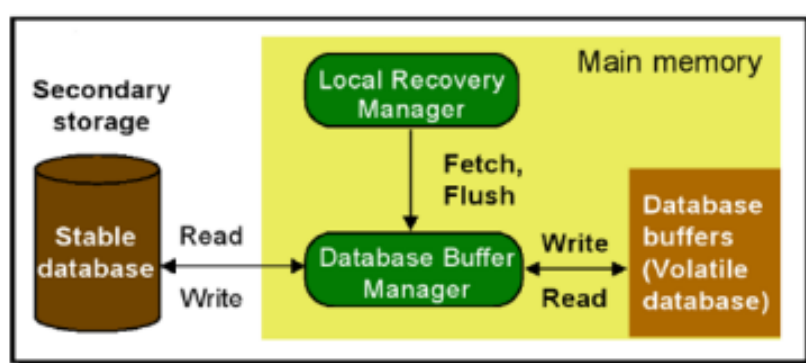 Main memory
Secondary
storage
Local Recovery
Manager
Fetch,
Flush
Stable
database
Read
Write
Database Buffer
Manager
Write
Read
Database
buffers
(Volatile
database)